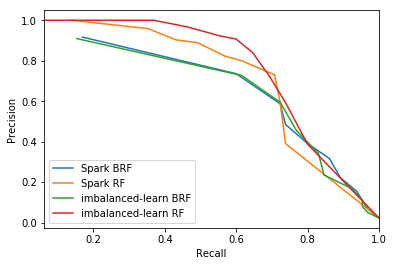 1.0
0.8
0.6
0.4
0.2
0.0
Precision
Spark BRF
Spark RF
imbalanced-learn BRF
imbalanced-learn RF
0.2 0.4 0.6 0.8 1.0
Recall